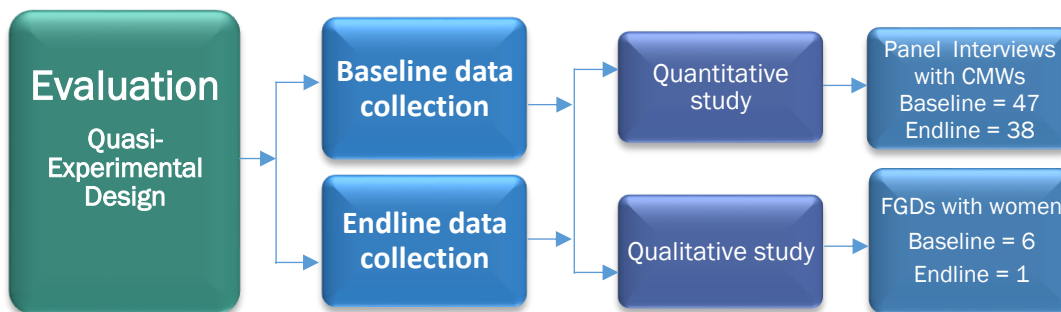 Evaluation
Quasi-
Experimental
Design
Baseline data
collection
Endline data
collection
Quantitative
study
Qualitative study
Panel Interviews
with CMWs
Baseline = 47
Endline = 38
FGDs with women
Baseline = 6
Endline = 1